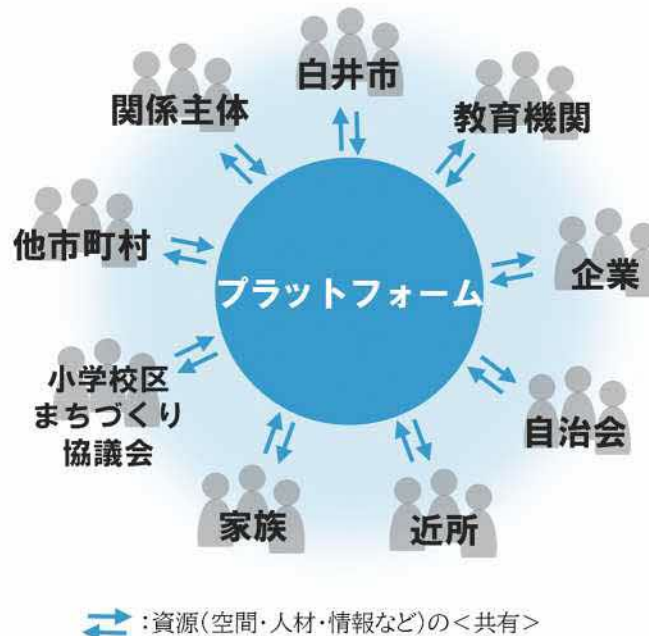 白井市
関係主体
教育機関
他市町村
プラットフォーム
企業
小学校区
まちづくり
協議会
自治会
家族
近所
:資源(空間・人材・情報など)の<共有>